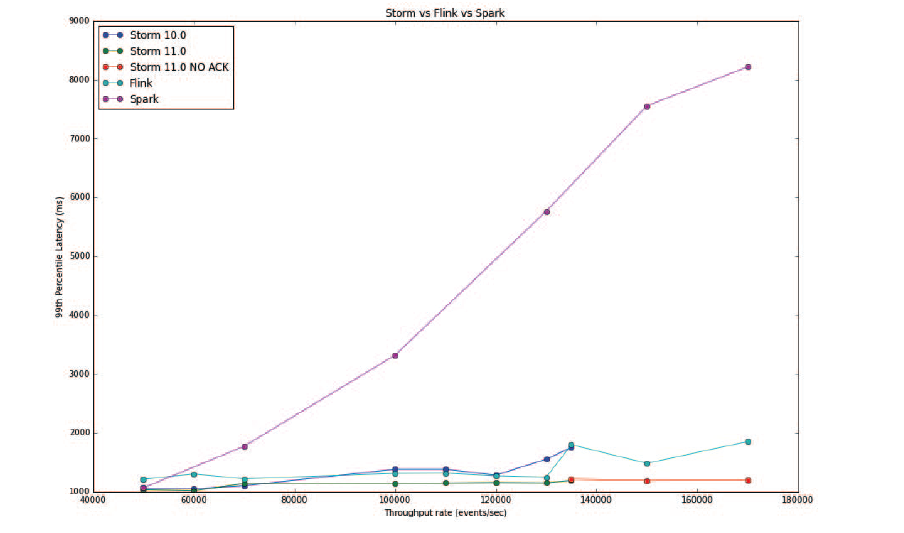 Storm vs Flink vs Spark
9000
8000
7000
6000
5000
4000
3000
2000
1000
99th Percentile Latency (ms)
Storm 10.0
Storm 11.0
Storm 11.0 NO ACK
Flink
Spark
40000 60000 80000 100000 120000 140000 160000 180000
Throughput rate (events/sec)